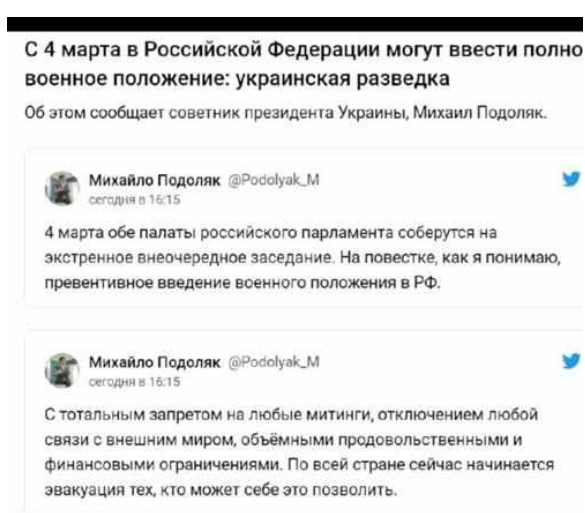 С 4 марта в Российской Федерации могут ввести полно
военное положение: украинская разведка
Об этом сообщает советник президента Украины, Михаил Подоляк.
Михайло Подоляк @Podolyak_M
сегодня в 16:15
4 марта обе палаты российского парламента соберутся на
экстренное внеочередное заседание. На повестке, как я понимаю,
превентивное введение военного положения в РФ.
Михайло Подоляк @Podolyak_M
сегодня в 16:15
С тотальным запретом на любые митинги, отключением любой
связи с внешним миром, объёмными продовольственными и
финансовыми ограничениями. По всей стране сейчас начинается
эвакуация тех, кто может себе это позволить.